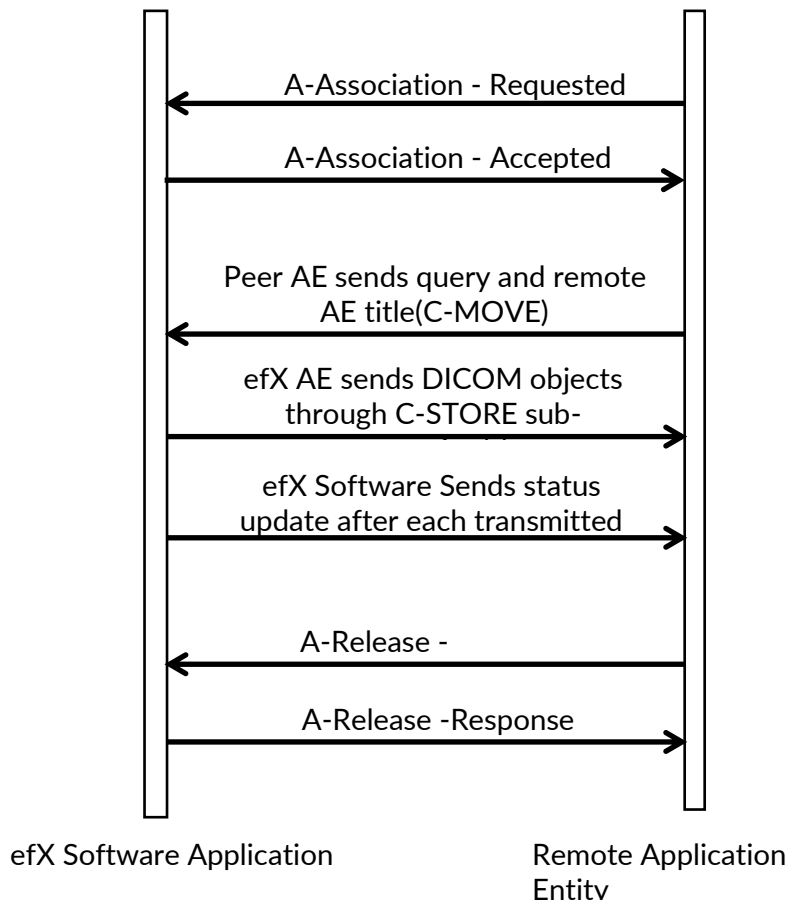 A-Association - Requested
A-Association - Accepted
Peer AE sends query and remote
AE title(C-MOVE)
efX AE sends DICOM objects
through C-STORE sub-
efX Software Sends status
update after each transmitted
A-Release -
A-Release -Response
efX Software Application
Remote Application
Entity